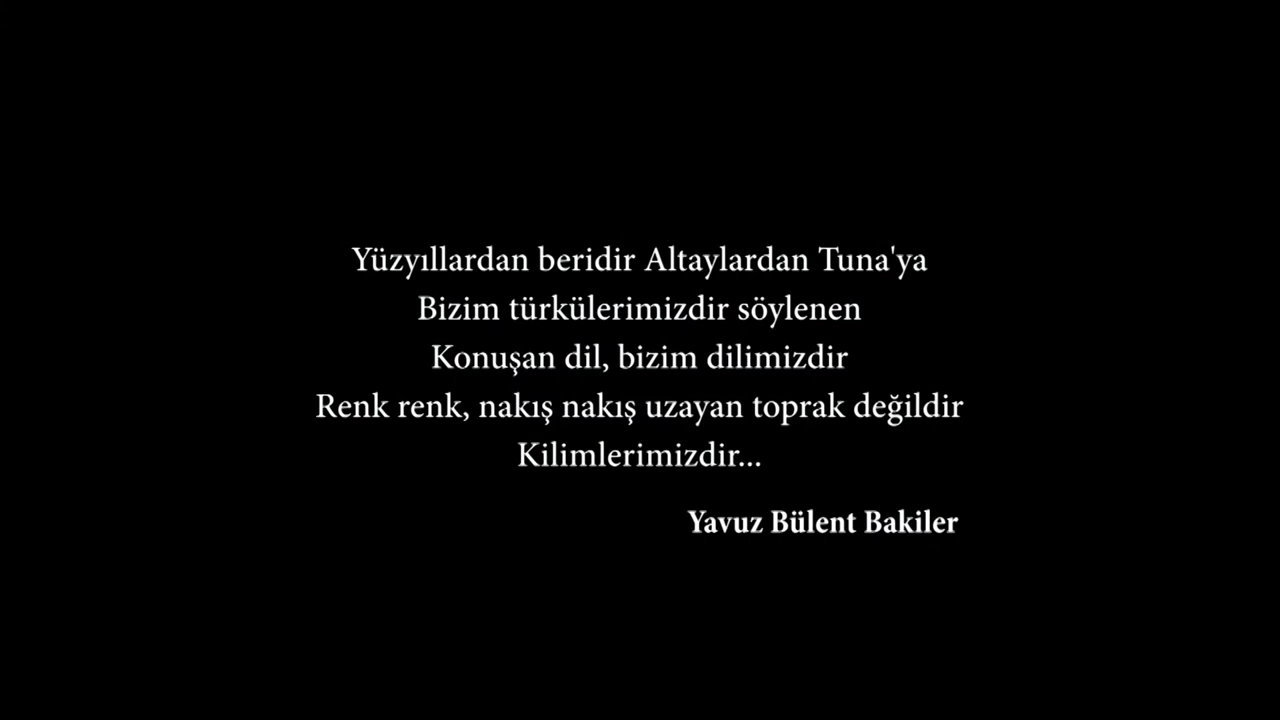 Yüzyıllardan beridir Altaylardan Tuna'ya
Bizim türkülerimizdir söylenen
Konuşan dil, bizim dilimizdir
Renk renk, nakış nakış uzayan toprak değildir
Kilimlerimizdir...
Yavuz Bülent Bakiler